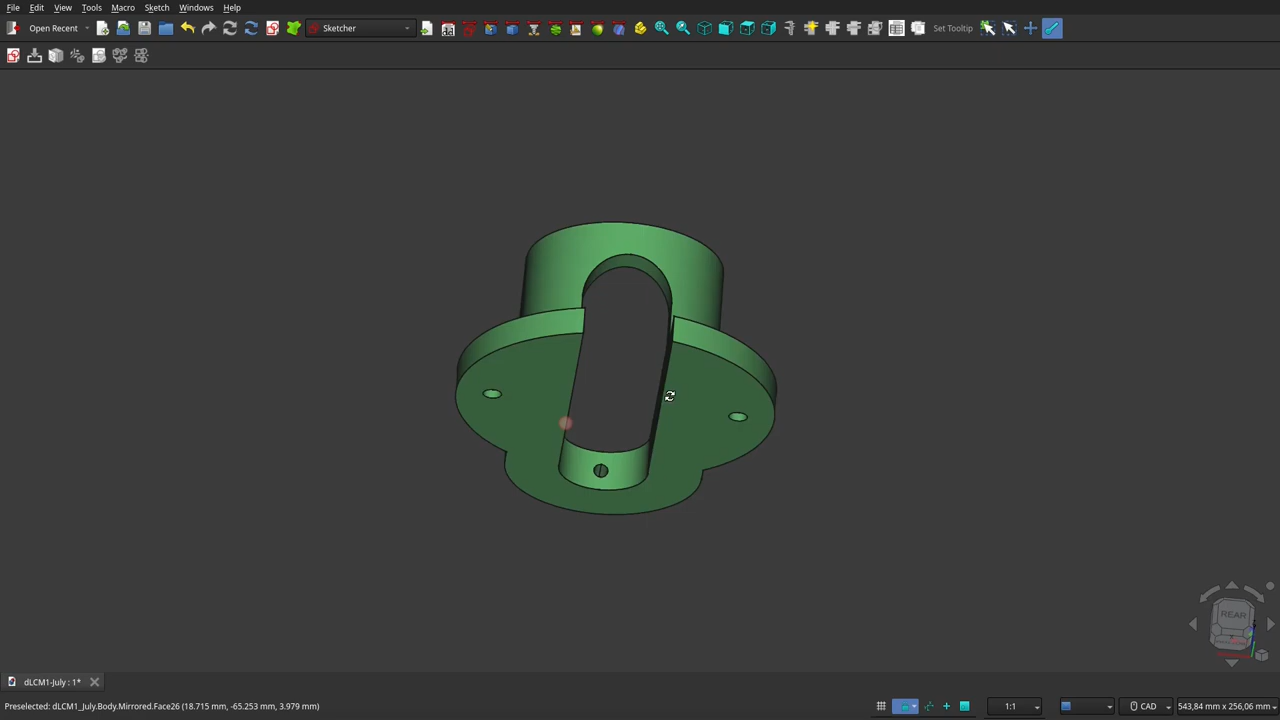 File Edit View Tools Macro Sketch Windows Help
Open Recent Sketcher Set Tooltip
REAR
dLCM1-July : 1*
Preselected: dLCM1_July.Body.Mirrored.Face26 (18.715 mm, -65.253 mm, 3.979 mm) 1:1 CAD 543,84 mm x 256,06 mm